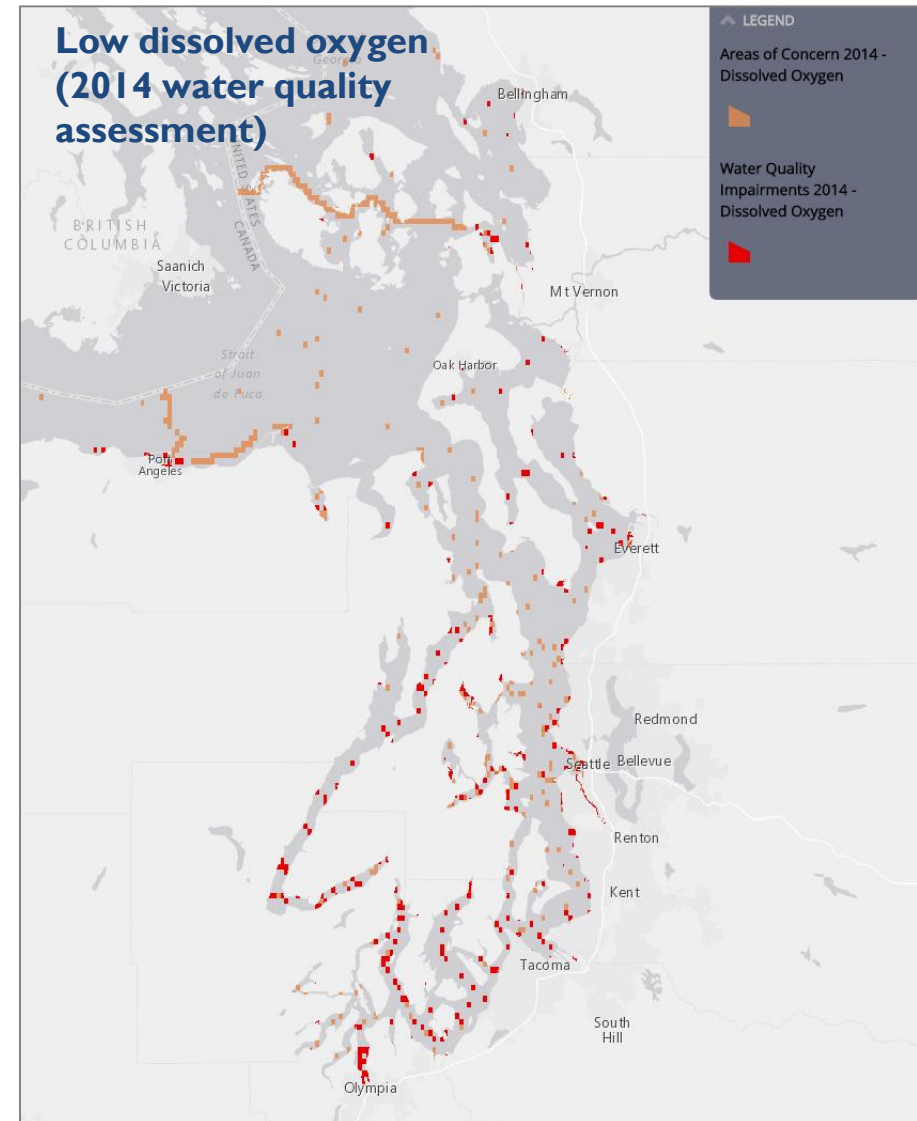 Low dissolved oxygen
(2014 water quality
assessment)
LEGEND
Areas of Concern 2014 -
Dissolved Oxygen
Water Quality
Impairments 2014 -
Dissolved Oxygen
Georgia
Bellingham
UNITED STATES
CANADA
BRITISH
COLUMBIA
Saanich
Victoria
Mt Vernon
Strait
of Juan
de Fuca
Oak Harbor
Port
Angeles
Everett
Redmond
Seattle
Bellevue
Renton
Kent
Tacoma
South
Hill
Olympia